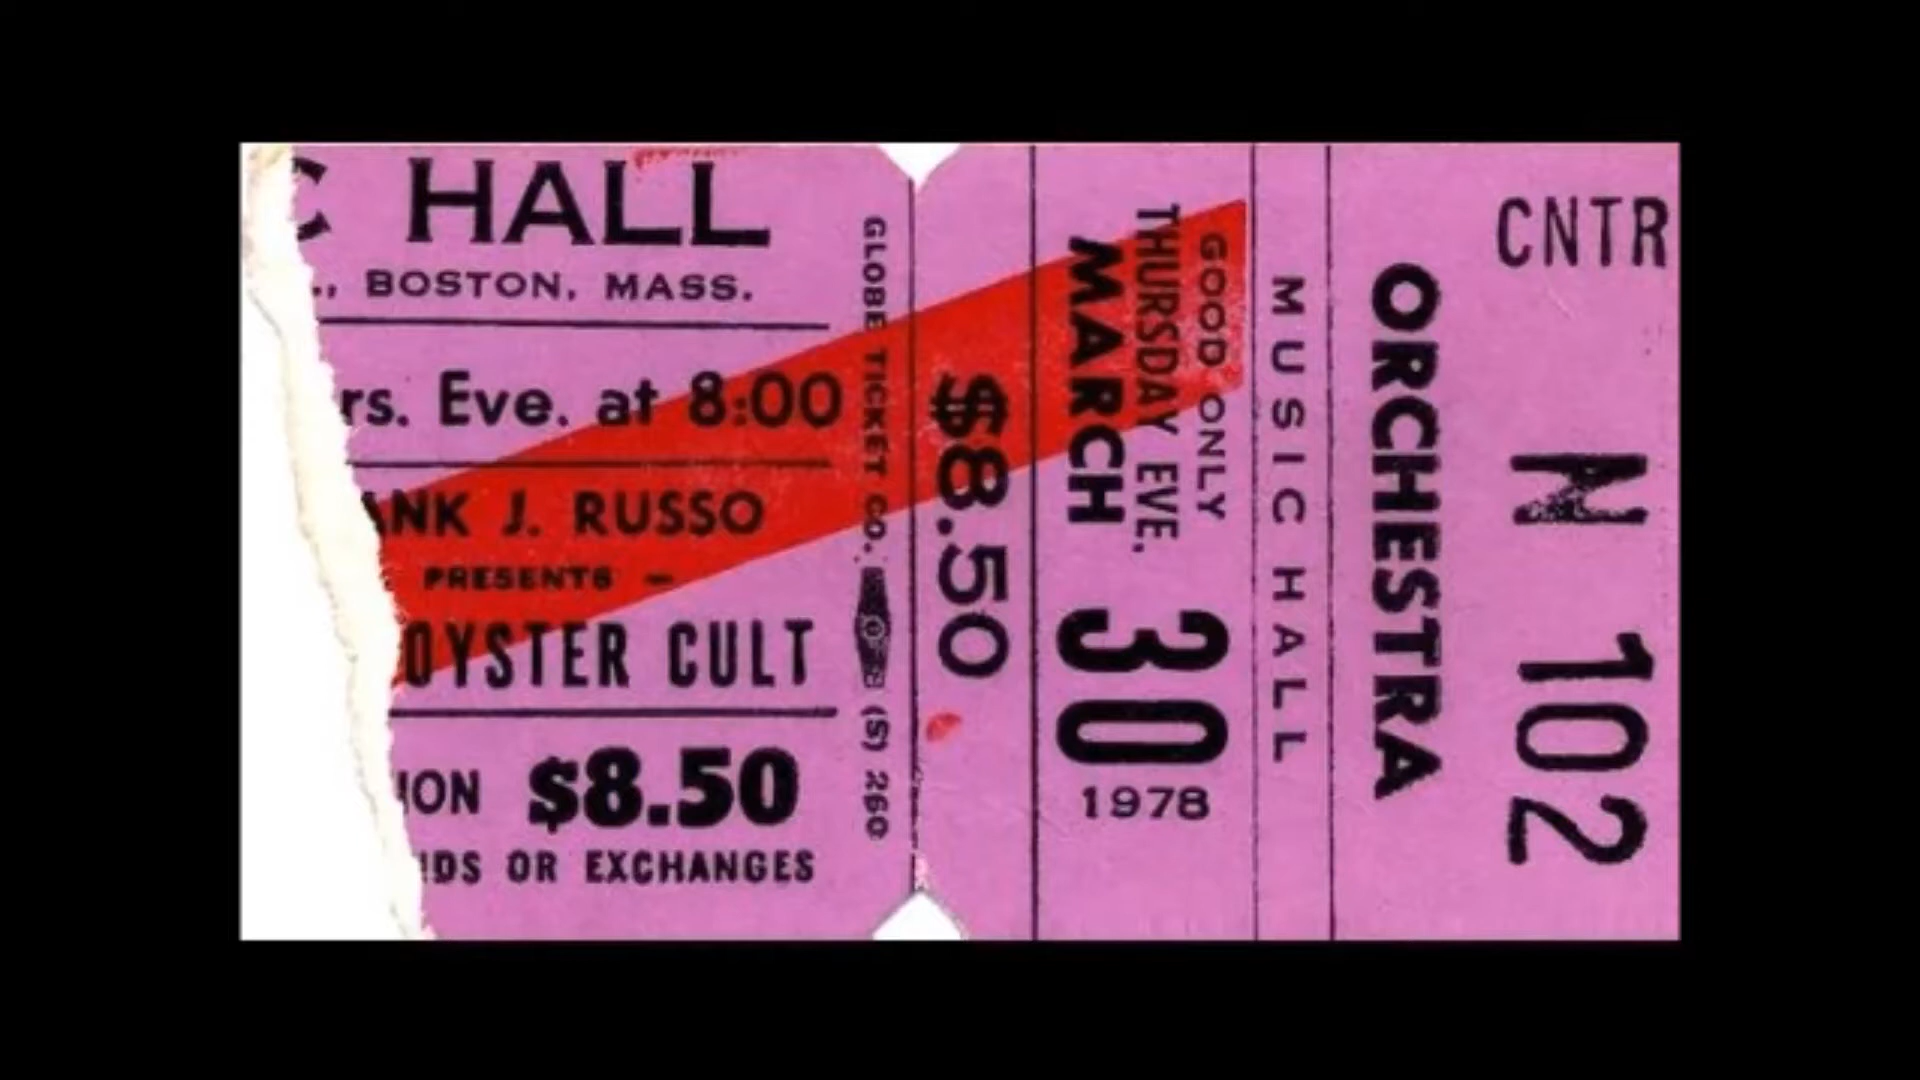 C HALL
., BOSTON, MASS.
rs. Eve. at 8:00
ANK J. RUSSO
PRESENTS -
OYSTER CULT
ION $8.50
DS OR EXCHANGES
GLOBE TICKET CO. (S) 260
$8.50
GOOD ONLY
THURSDAY EVE.
MARCH 30
1978
MUSIC HALL
ORCHESTRA
CNTR
N 102